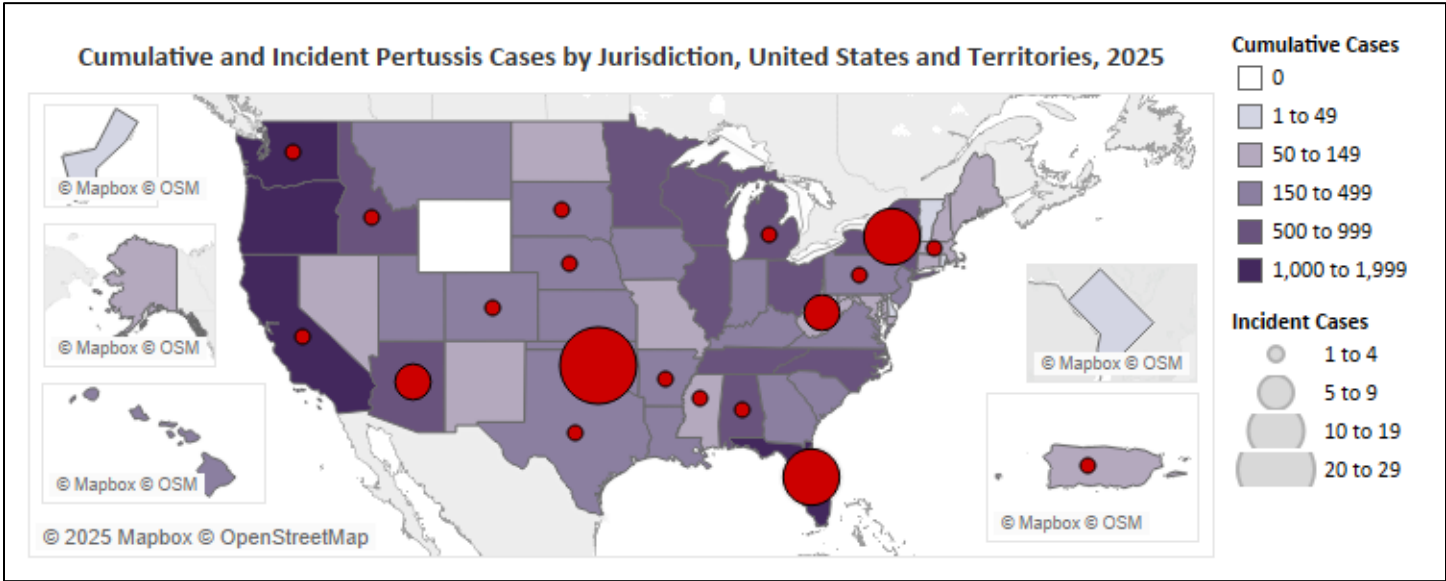 Cumulative and Incident Pertussis Cases by Jurisdiction, United States and Territories, 2025
© Mapbox © OSM
© Mapbox © OSM
© Mapbox © OSM
© 2025 Mapbox © OpenStreetMap
© Mapbox © OSM
© Mapbox © OSM
Cumulative Cases
0
1 to 49
50 to 149
150 to 499
500 to 999
1,000 to 1,999
Incident Cases
1 to 4
5 to 9
10 to 19
20 to 29